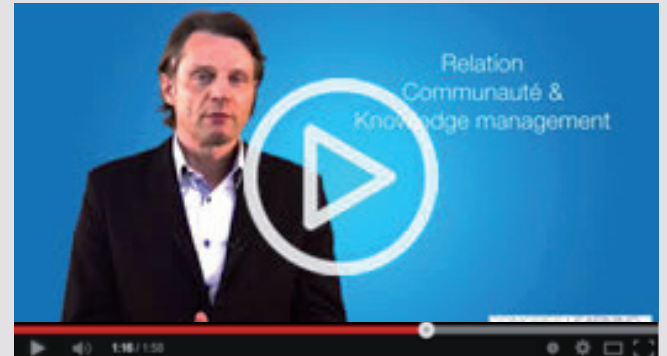 Relation
Communauté &
Knowledge management
1:16 / 1:58